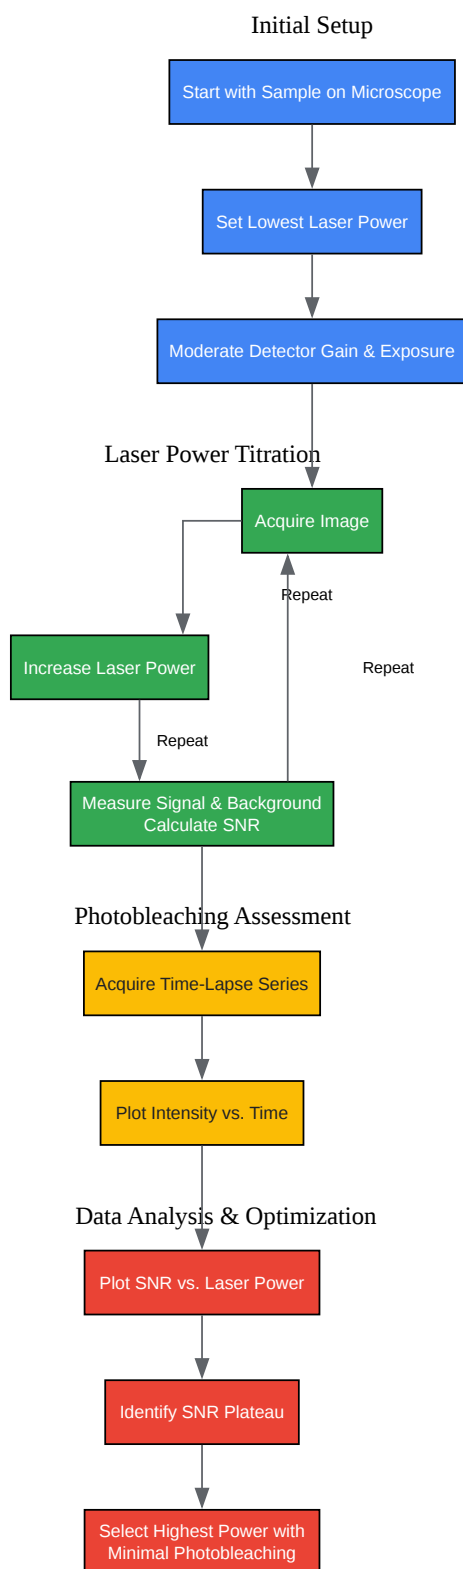 Initial Setup
Start with Sample on Microscope
Set Lowest Laser Power
Moderate Detector Gain & Exposure
Laser Power Titration
Acquire Image
Repeat
Increase Laser Power
Repeat
Repeat
Measure Signal & Background
Calculate SNR
Photobleaching Assessment
Acquire Time-Lapse Series
Plot Intensity vs. Time
Data Analysis & Optimization
Plot SNR vs. Laser Power
Identify SNR Plateau
Select Highest Power with
Minimal Photobleaching